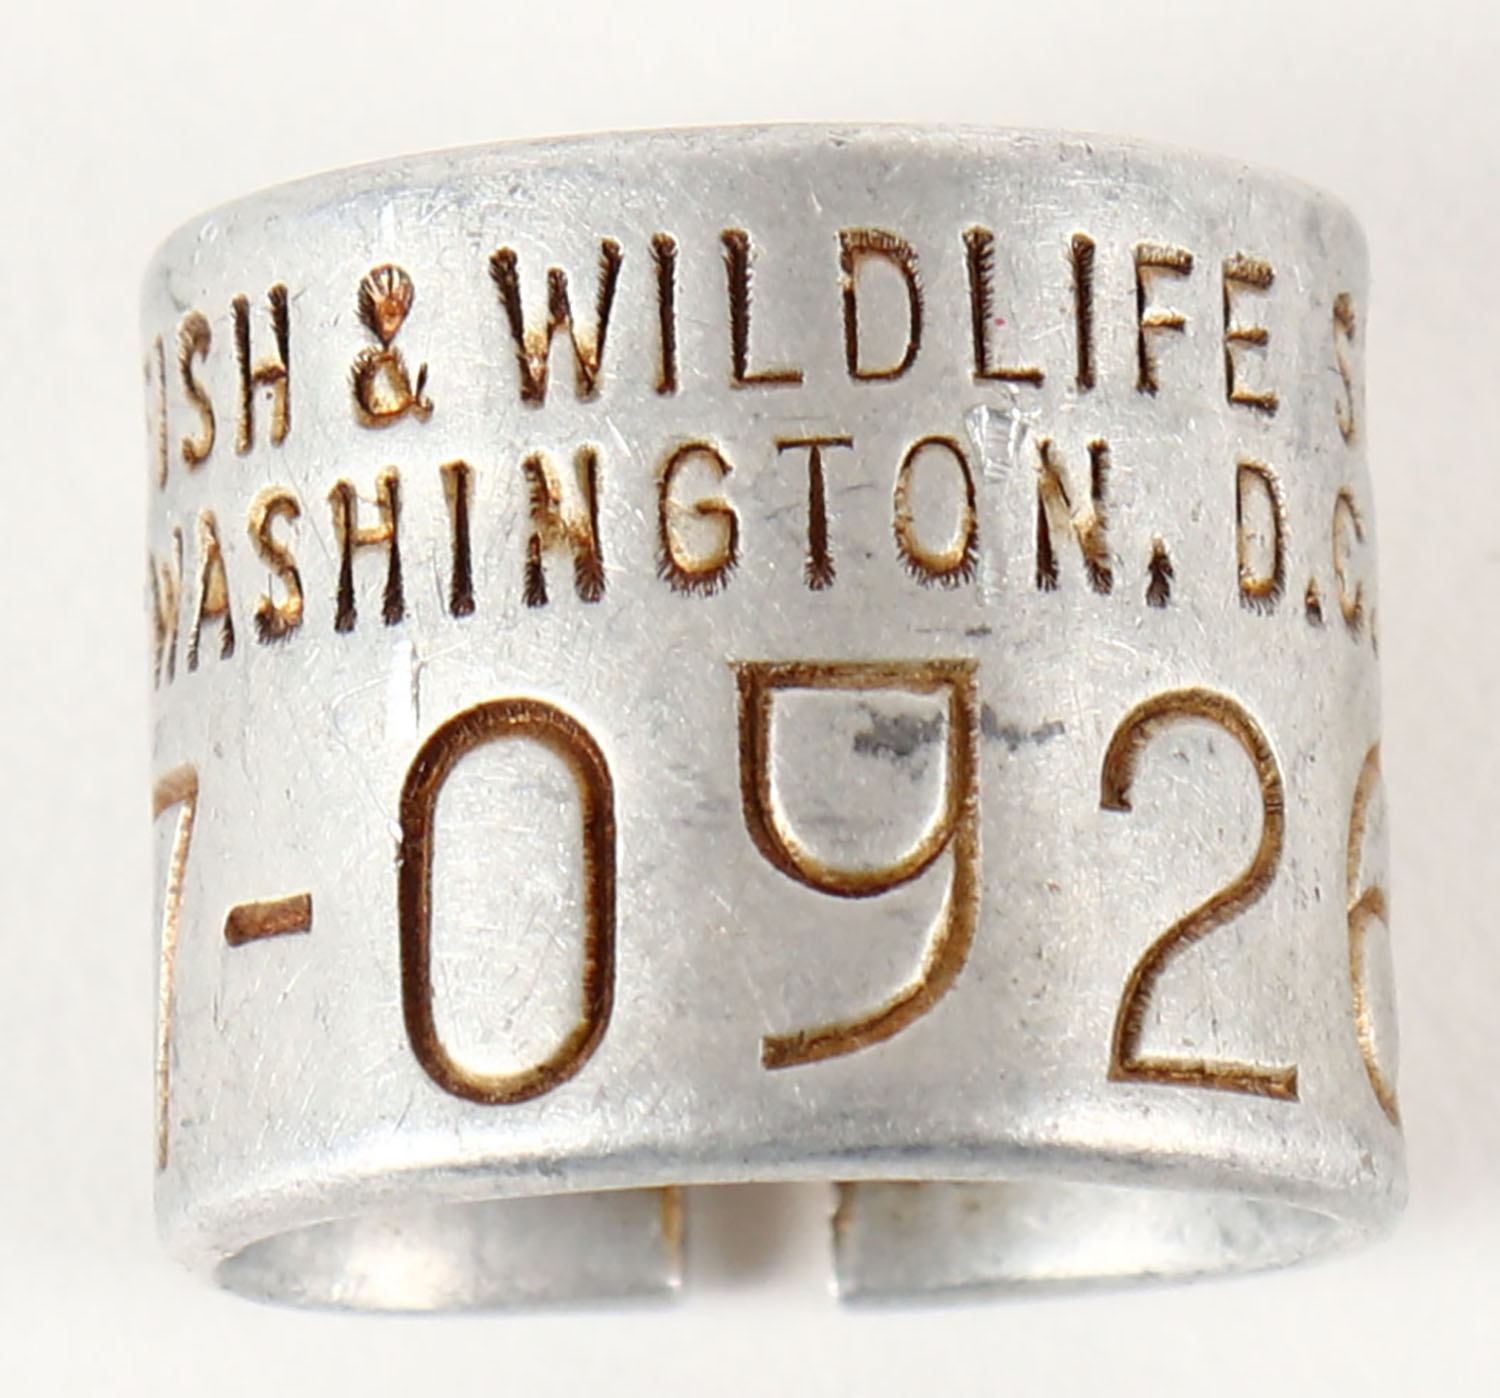 ISH & WILDLIFE S
WASHINGTON, D.C.
7-0926